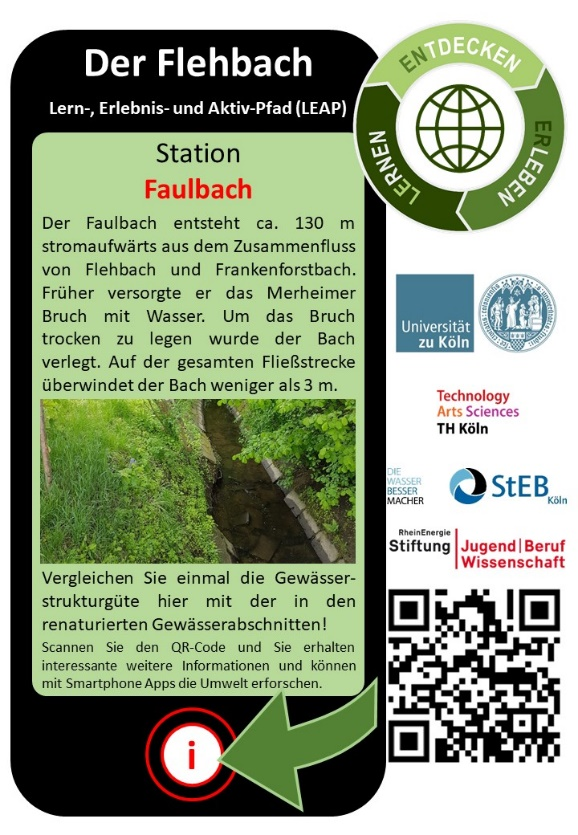 Der Flehbach
Lern-, Erlebnis- und Aktiv-Pfad (LEAP)
ENTDECKEN
ERLEBEN
LERNEN
Station
Faulbach
Der Faulbach entsteht ca. 130 m
stromaufwärts aus dem Zusammenfluss
von Flehbach und Frankenforstbach.
Früher versorgte er das Merheimer
Bruch mit Wasser. Um das Bruch
trocken zu legen wurde der Bach
verlegt. Auf der gesamten Fließstrecke
überwindet der Bach weniger als 3 m.
Vergleichen Sie einmal die Gewässer-
strukturgüte hier mit der in den
renaturierten Gewässerabschnitten!
Scannen Sie den QR-Code und Sie erhalten
interessante weitere Informationen und können
mit Smartphone Apps die Umwelt erforschen.
i
Universität
zu Köln
Technology
Arts Sciences
TH Köln
DIE
WASSER
BESSER
MACHER
StEB
Köln
RheinEnergie
Stiftung
Jugend|Beruf
Wissenschaft